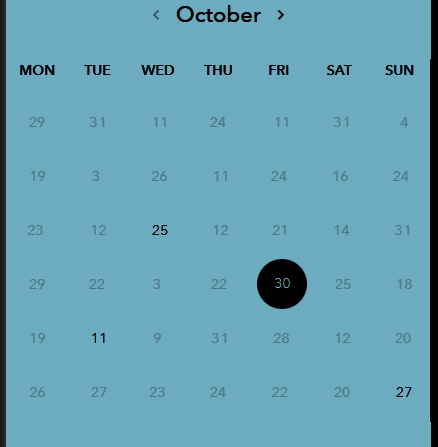 ‹ October ›
MON TUE WED THU FRI SAT SUN
29 31 11 24 11 31 4
19 3 26 11 24 16 24
23 12 25 12 21 14 31
29 22 3 22 30 25 18
19 11 9 31 28 12 20
26 27 23 24 22 20 27